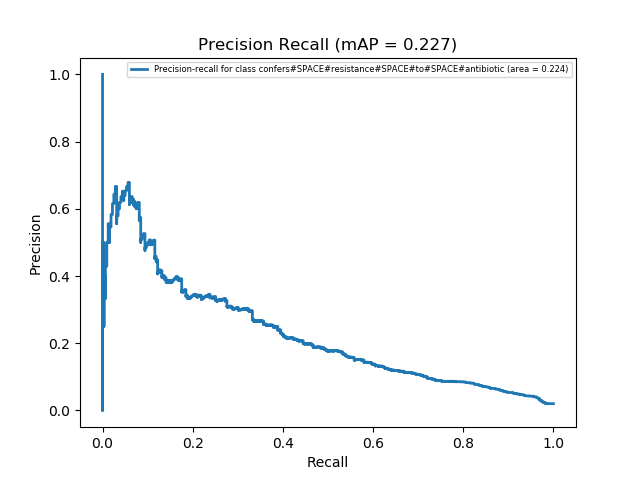 Precision Recall (mAP = 0.227)
Precision-recall for class confers#SPACE#resistance#SPACE#to#SPACE#antibiotic (area = 0.224)
1.0
0.8
0.6
0.4
0.2
0.0
Precision
0.0 0.2 0.4 0.6 0.8 1.0
Recall